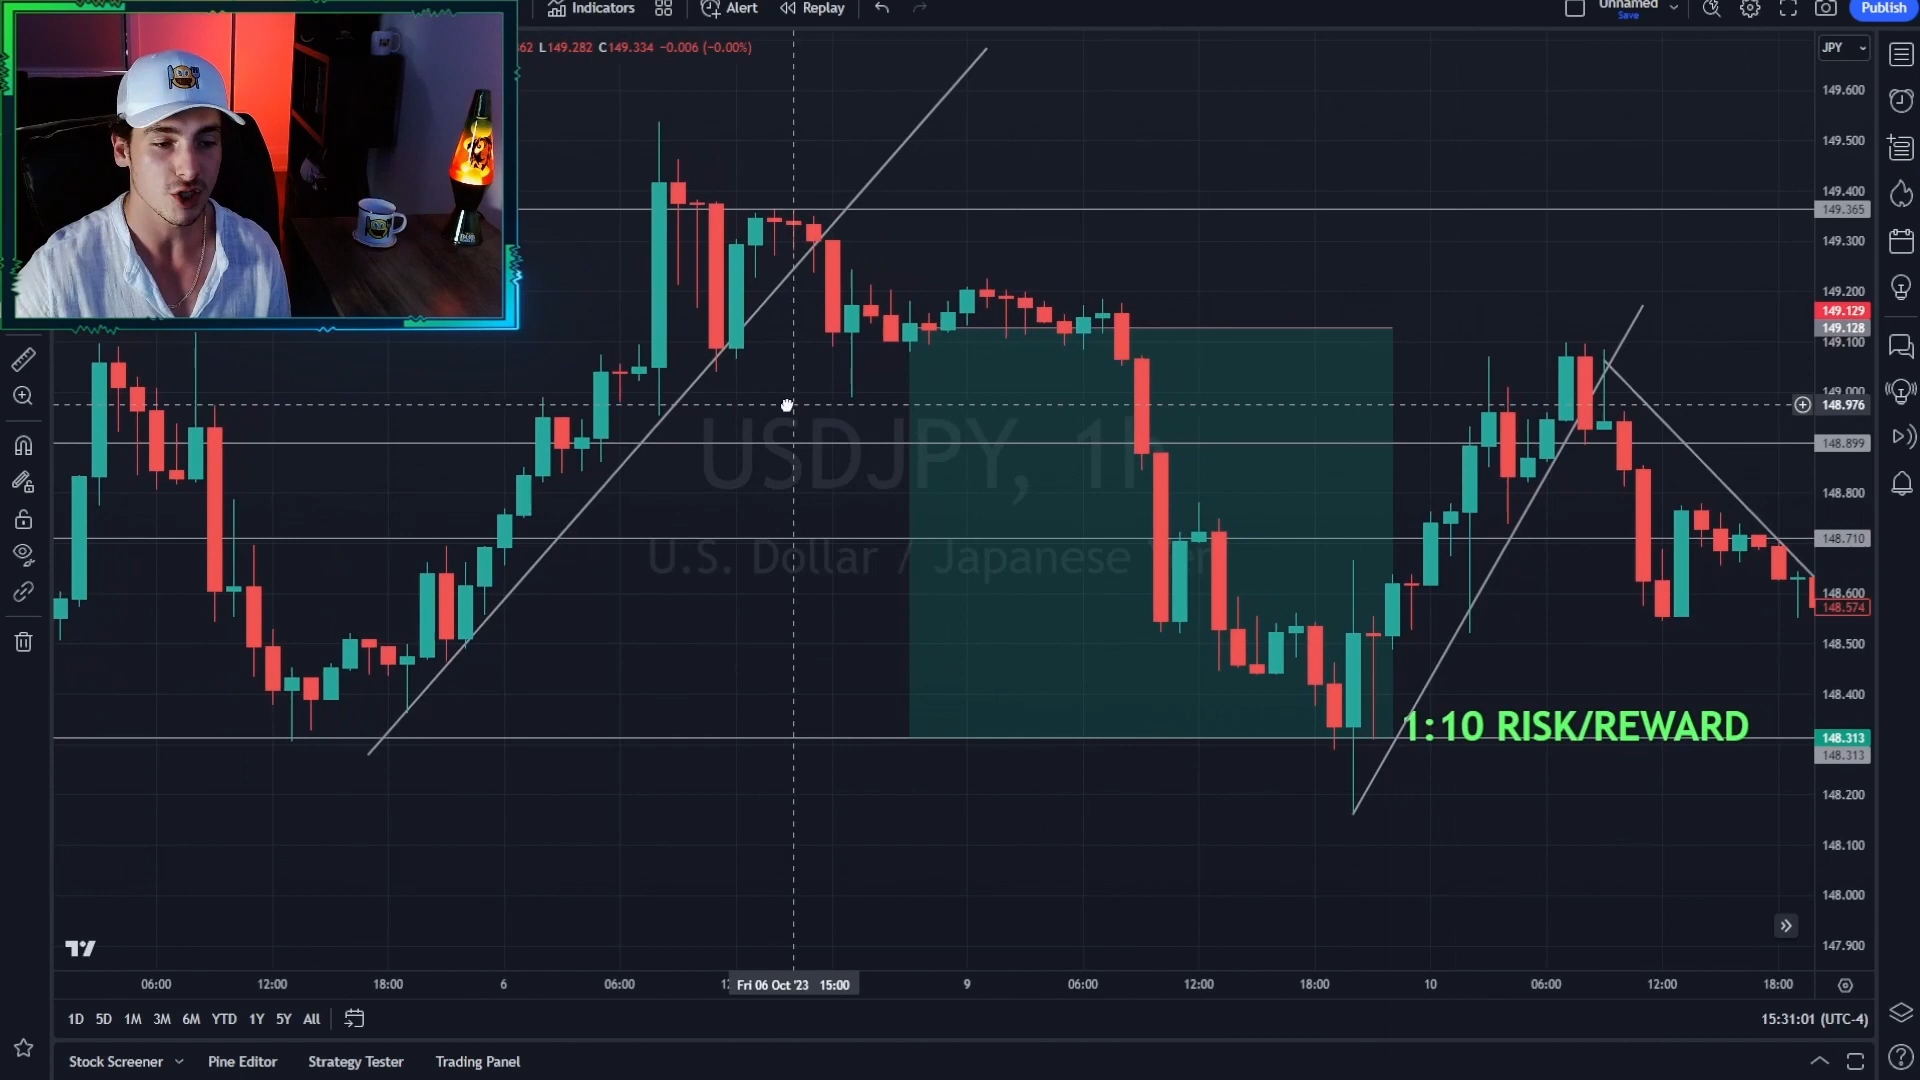 Indicators
Alert
Replay
Unnamed
Save
Publish
L149.282 C149.334 −0.006 (−0.00%)
JPY
149.600
149.500
149.400
149.365
149.300
149.200
149.129
149.128
149.100
149.000
148.976
148.899
148.800
148.710
148.600
148.574
148.500
148.400
148.313
148.313
148.200
148.100
148.000
147.900
USDJPY, 1h
U.S. Dollar / Japanese Yen
1:10 RISK/REWARD
06:00
12:00
18:00
6
06:00
Fri 06 Oct '23 15:00
9
06:00
12:00
18:00
10
06:00
12:00
18:00
1D 5D 1M 3M 6M YTD 1Y 5Y All
15:31:01 (UTC-4)
Stock Screener
Pine Editor
Strategy Tester
Trading Panel